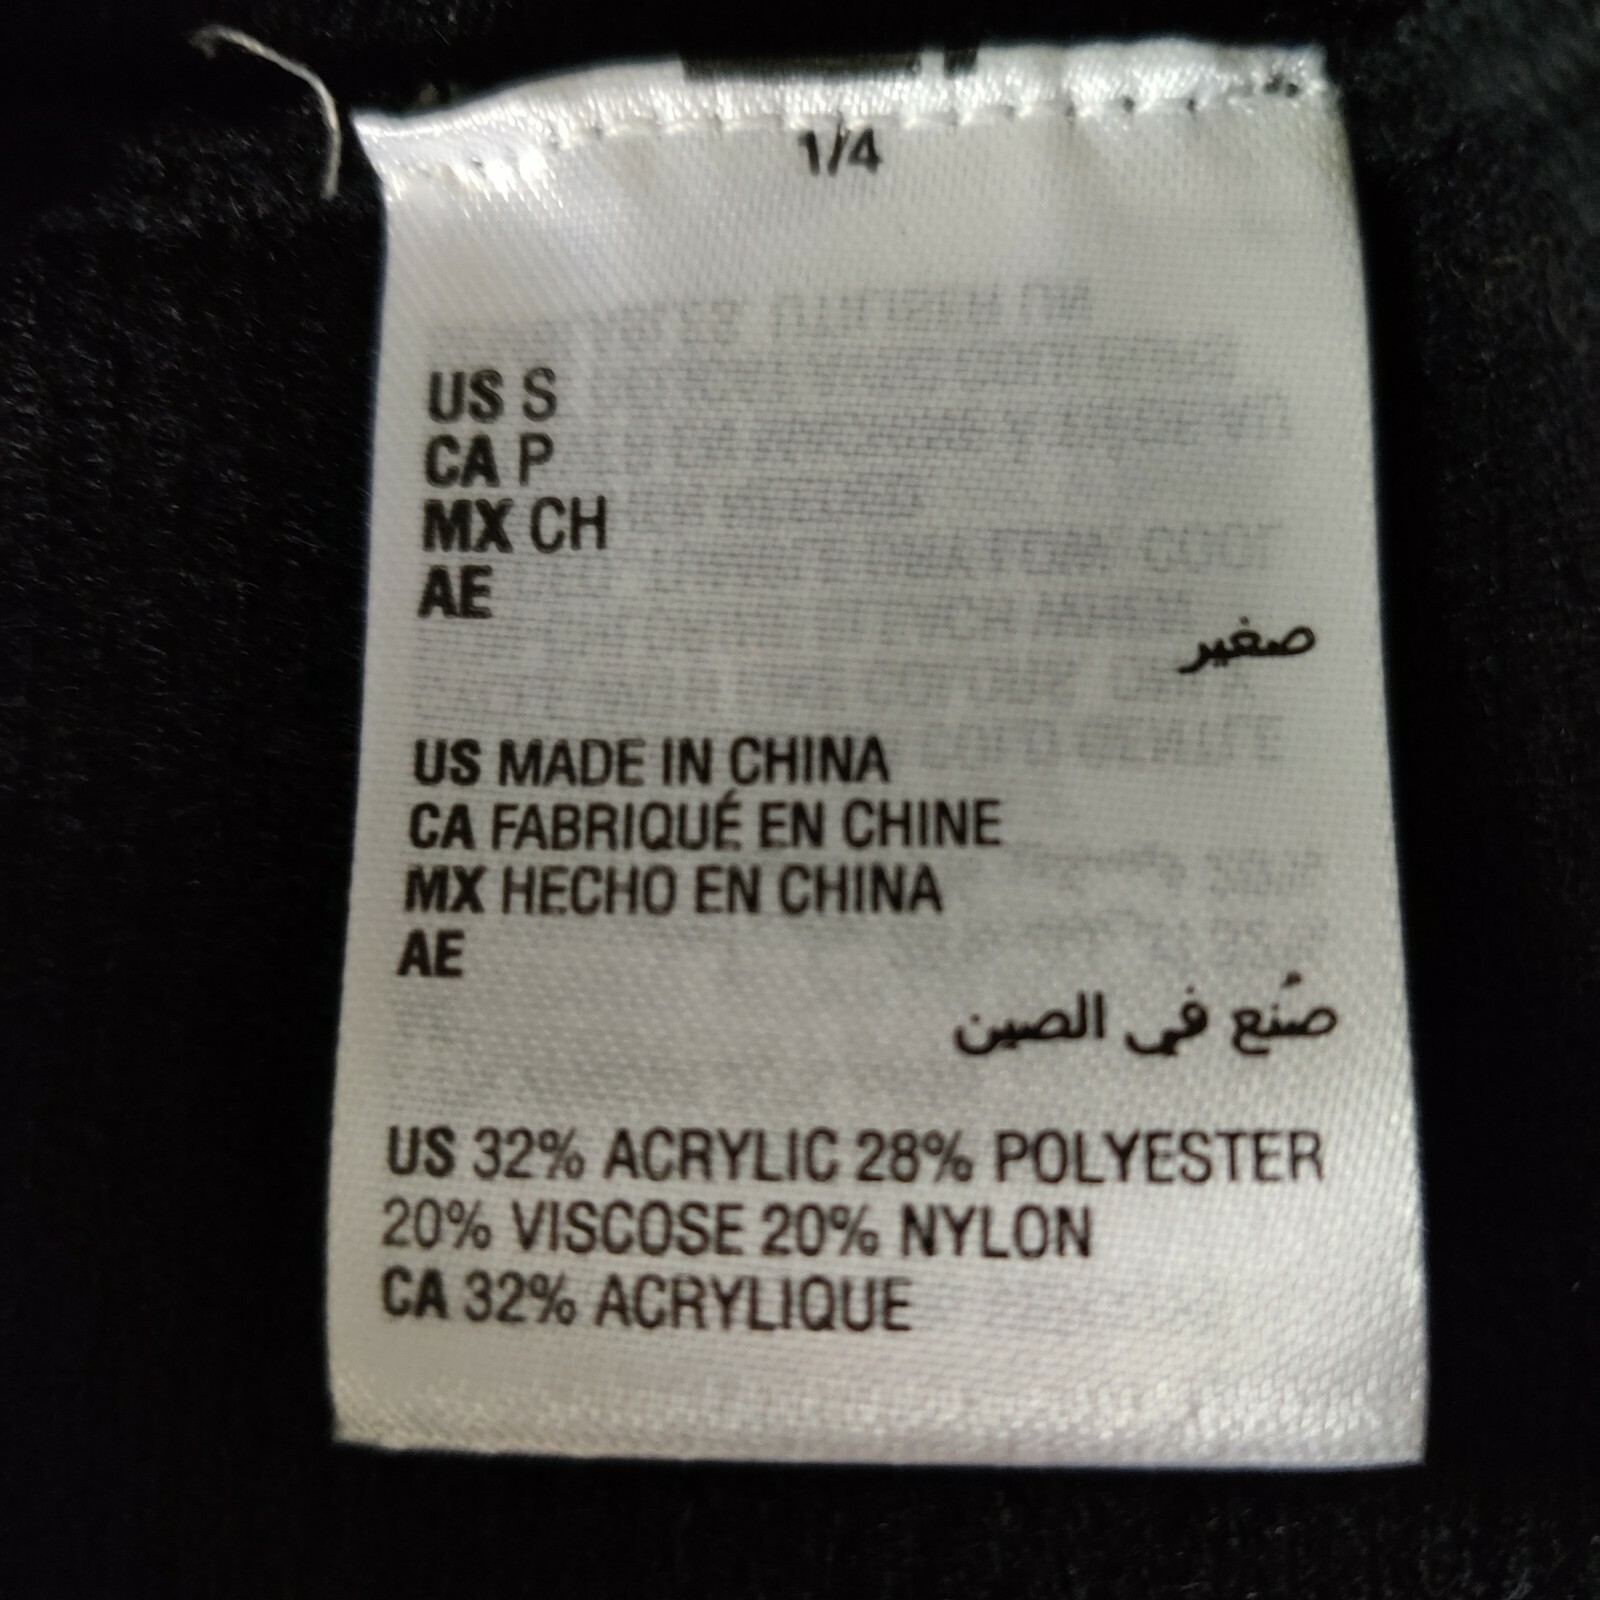 1/4
US S
CA P
MX CH
AE
صغير
US MADE IN CHINA
CA FABRIQUÉ EN CHINE
MX HECHO EN CHINA
AE
صُنع في الصين
US 32% ACRYLIC 28% POLYESTER
20% VISCOSE 20% NYLON
CA 32% ACRYLIQUE